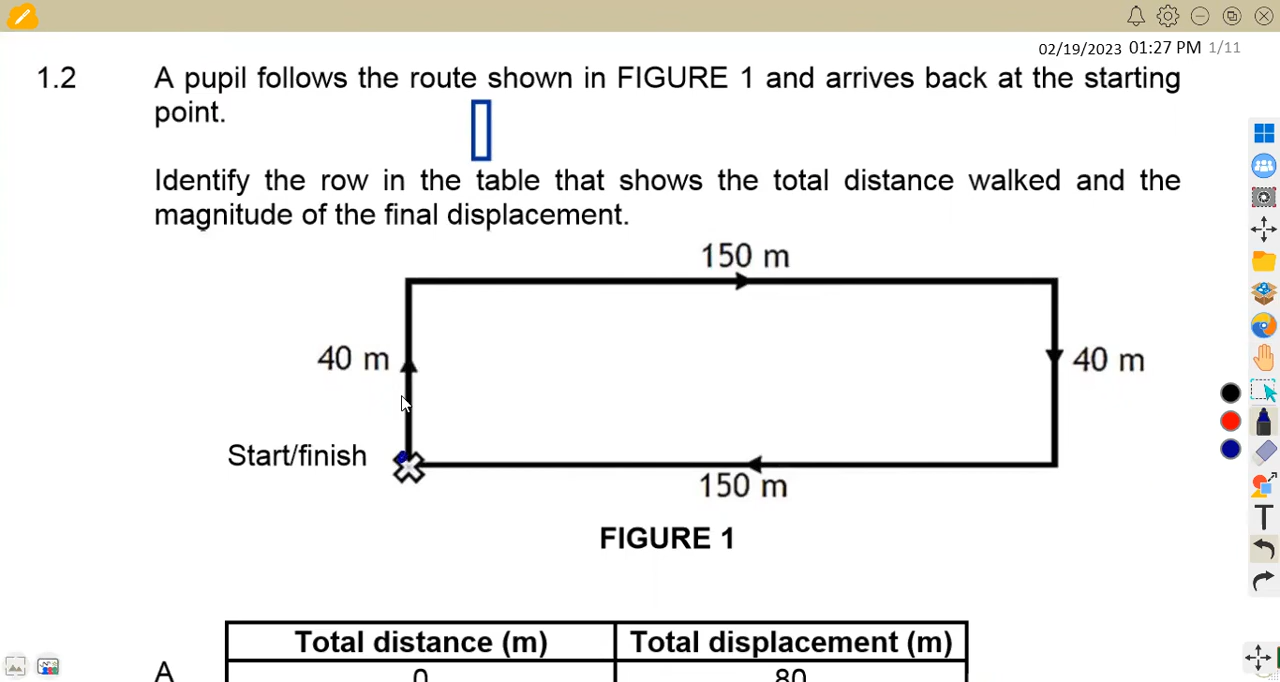 02/19/2023 01:27 PM 1/11
1.2 A pupil follows the route shown in FIGURE 1 and arrives back at the starting
point.
Identify the row in the table that shows the total distance walked and the
magnitude of the final displacement.
150 m
40 m
40 m
Start/finish
150 m
FIGURE 1
Total distance (m) Total displacement (m)
A 0 80
T